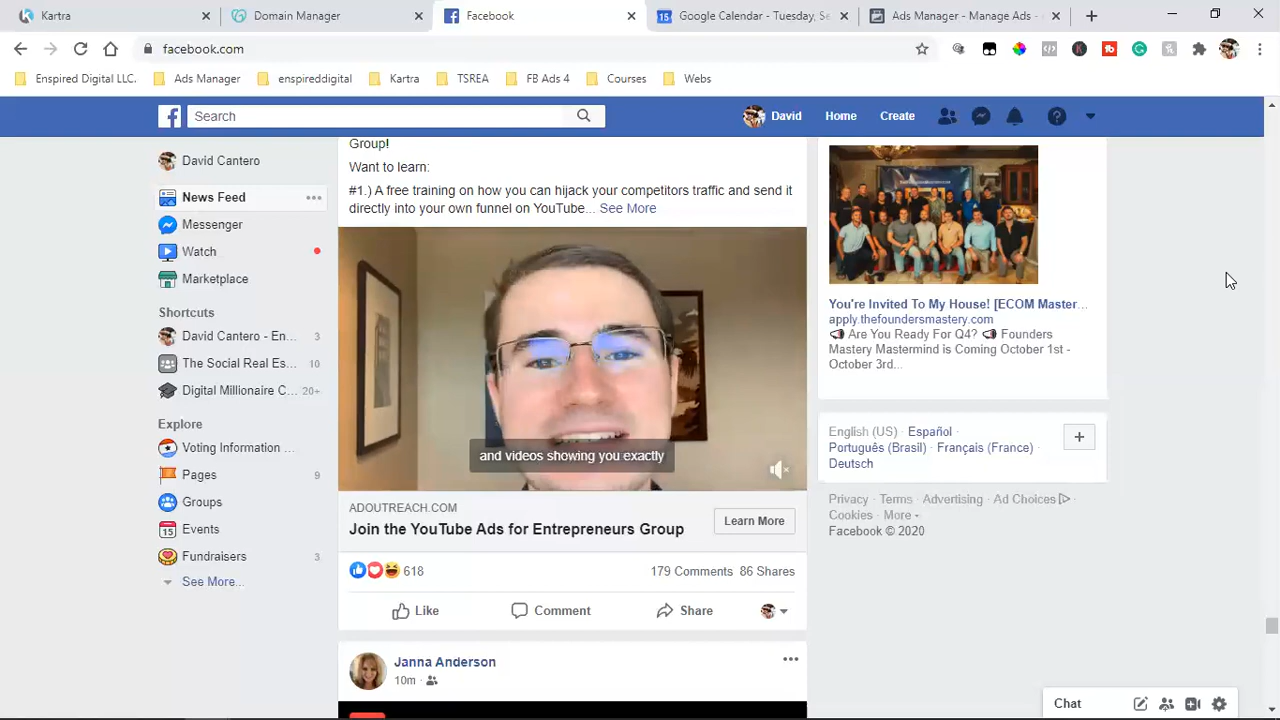 Kartra
Domain Manager
Facebook
Google Calendar - Tuesday, Se
Ads Manager - Manage Ads -
facebook.com
Enspired Digital LLC.
Ads Manager
enspireddigital
Kartra
TSREA
FB Ads 4
Courses
Webs
Search
David
Home
Create
David Cantero
News Feed
Messenger
Watch
Marketplace
Shortcuts
David Cantero - En... 3
The Social Real Es... 10
Digital Millionaire C... 20+
Explore
Voting Information ...
Pages 9
Groups
Events
Fundraisers 3
See More...
Group!
Want to learn:
#1.) A free training on how you can hijack your competitors traffic and send it
directly into your own funnel on YouTube... See More
and videos showing you exactly
ADOUTREACH.COM
Join the YouTube Ads for Entrepreneurs Group
Learn More
618
179 Comments 86 Shares
Like
Comment
Share
Janna Anderson
10m ·
You're Invited To My House! [ECOM Master...
apply.thefoundersmastery.com
Are You Ready For Q4? Founders
Mastery Mastermind is Coming October 1st -
October 3rd...
English (US) · Español ·
Português (Brasil) · Français (France) ·
Deutsch
Privacy · Terms · Advertising · Ad Choices ·
Cookies · More
Facebook © 2020
Chat